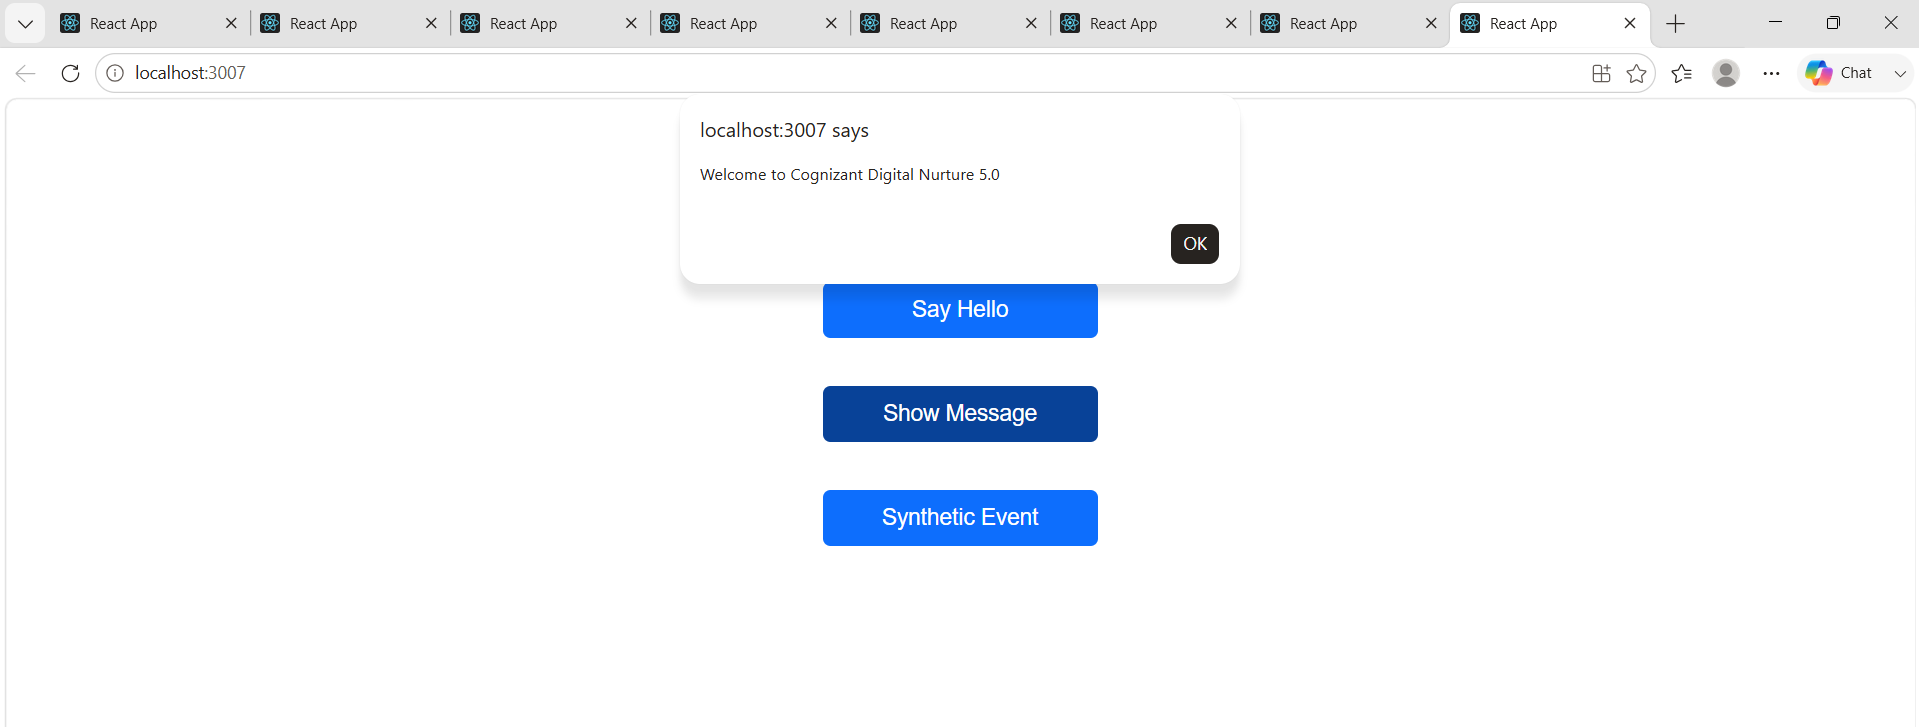 React App
React App
React App
React App
React App
React App
React App
React App
localhost:3007
Chat
localhost:3007 says
Welcome to Cognizant Digital Nurture 5.0
OK
Say Hello
Show Message
Synthetic Event